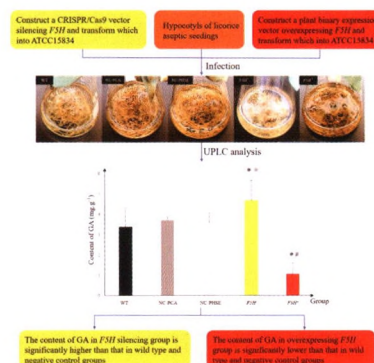 Construct a CRISPR/Cas9 vector
silencing F5H and transform which
into ATCC15834
Hypocotyls of licorice
aseptic seedings
Construct a plant binary expression
vector overexpressing F5H and
transform which into ATCC15834
Infection
WT
UPLC analysis
Content of GA (mg.g⁻¹)
WT
NC PCA
NC PHSE
F5H⁻
F5H⁺
Group
The content of GA in F5H silencing group is
significantly higher than that in wild type and
negative control groups
The content of GA in overexpressing F5H
group is significantly lower than that in wild
type and negative control groups